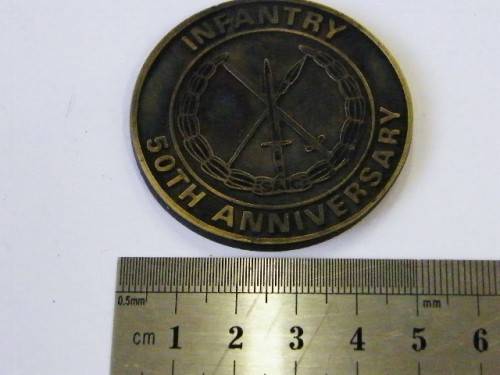 INFANTRY
SAIC
50TH ANNIVERSARY
0.5mm
mm
cm 1 2 3 4 5 6